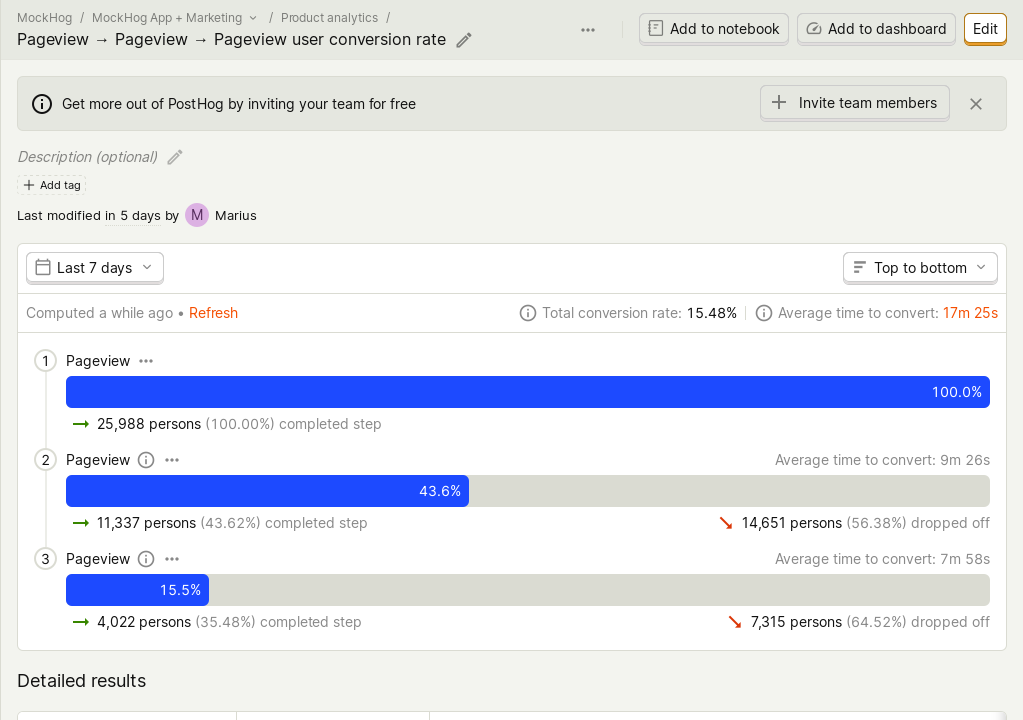 MockHog / MockHog App + Marketing / Product analytics /
Pageview → Pageview → Pageview user conversion rate
Add to notebook
Add to dashboard
Edit
Get more out of PostHog by inviting your team for free
Invite team members
Description (optional)
Add tag
Last modified in 5 days by M Marius
Last 7 days
Top to bottom
Computed a while ago • Refresh
Total conversion rate: 15.48%
Average time to convert: 17m 25s
1 Pageview
100.0%
25,988 persons (100.00%) completed step
2 Pageview
Average time to convert: 9m 26s
43.6%
11,337 persons (43.62%) completed step
14,651 persons (56.38%) dropped off
3 Pageview
Average time to convert: 7m 58s
15.5%
4,022 persons (35.48%) completed step
7,315 persons (64.52%) dropped off
Detailed results